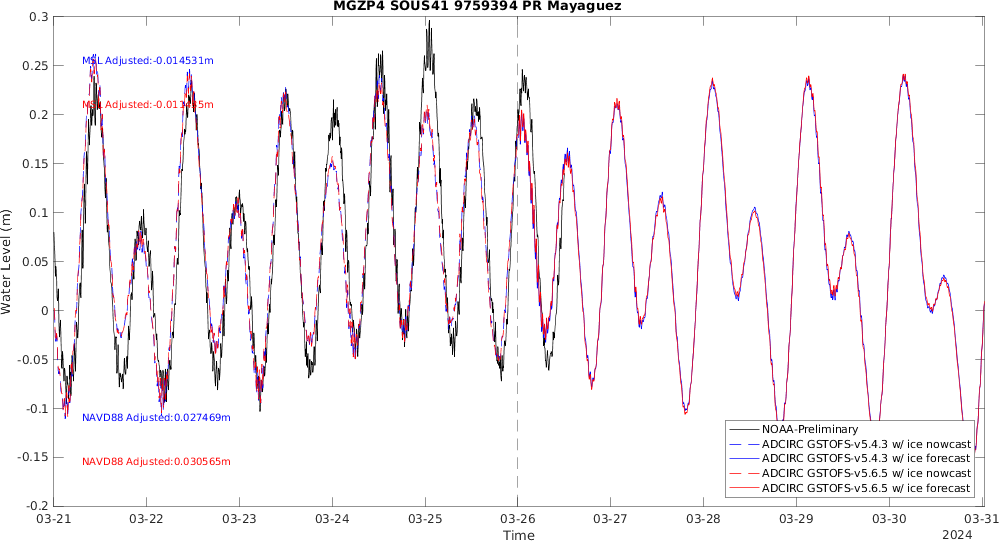 MGZP4 SOUS41 9759394 PR Mayaguez
0.3
0.25
0.2
0.15
0.1
0.05
0
-0.05
-0.1
-0.15
-0.2
Water Level (m)
MSL Adjusted:-0.014531m
MSL
NAVD88 Adjusted:0.027469m
NAVD88 Adjusted:0.030565m
NOAA-Preliminary
ADCIRC GSTOFS-v5.4.3 w/ ice nowcast
ADCIRC GSTOFS-v5.4.3 w/ ice forecast
ADCIRC GSTOFS-v5.6.5 w/ ice nowcast
ADCIRC GSTOFS-v5.6.5 w/ ice forecast
03-21 03-22 03-23 03-24 03-25 03-26 03-27 03-28 03-29 03-30 03-31
Time
2024